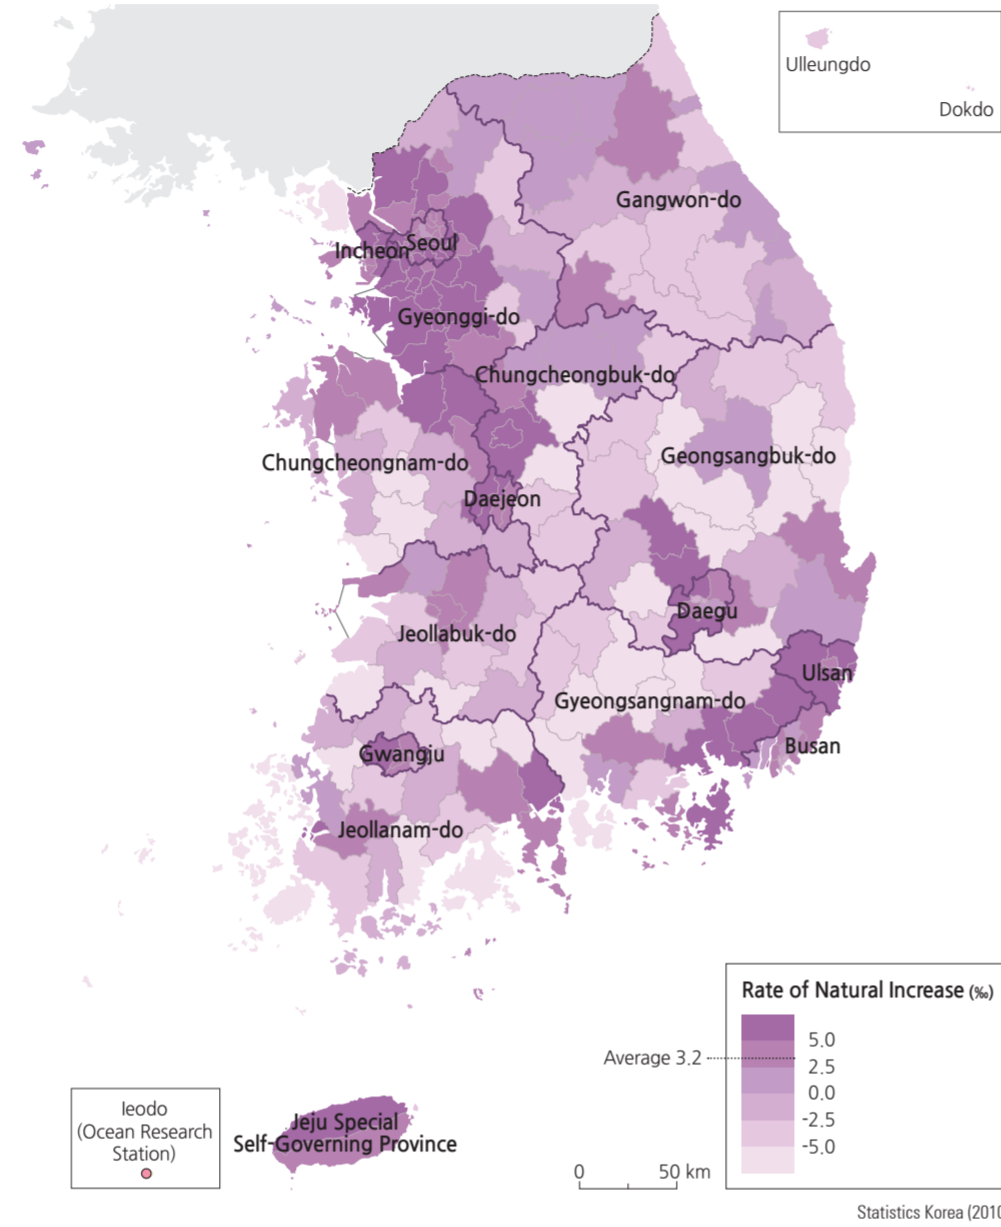 Ulleungdo
Dokdo
Gangwon-do
Seoul
Incheon
Gyeonggi-do
Chungcheongbuk-do
Geongsangbuk-do
Chungcheongnam-do
Daejeon
Daegu
Jeollabuk-do
Ulsan
Gyeongsangnam-do
Busan
Gwangju
Jeollanam-do
Rate of Natural Increase (‰)
5.0
Average 3.2
2.5
0.0
-2.5
-5.0
Ieodo
(Ocean Research
Station)
Jeju Special
Self-Governing Province
0 50 km
Statistics Korea (2010